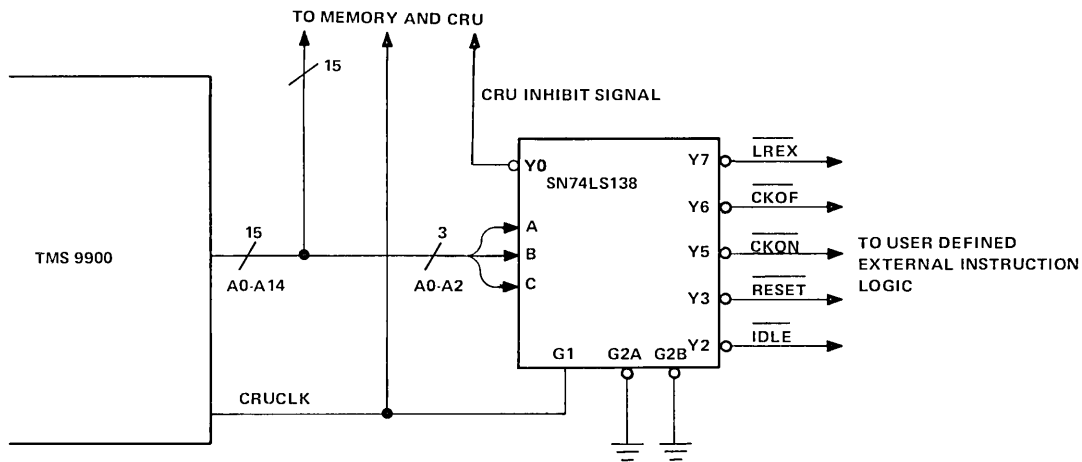 TO MEMORY AND CRU
15
CRU INHIBIT SIGNAL
Y0
SN74LS138
Y7
LREX
Y6
CKOF
Y5
CKON
Y3
RESET
Y2
IDLE
TO USER DEFINED
EXTERNAL INSTRUCTION
LOGIC
TMS 9900
15
A0-A14
3
A0-A2
A
B
C
G1
G2A
G2B
CRUCLK